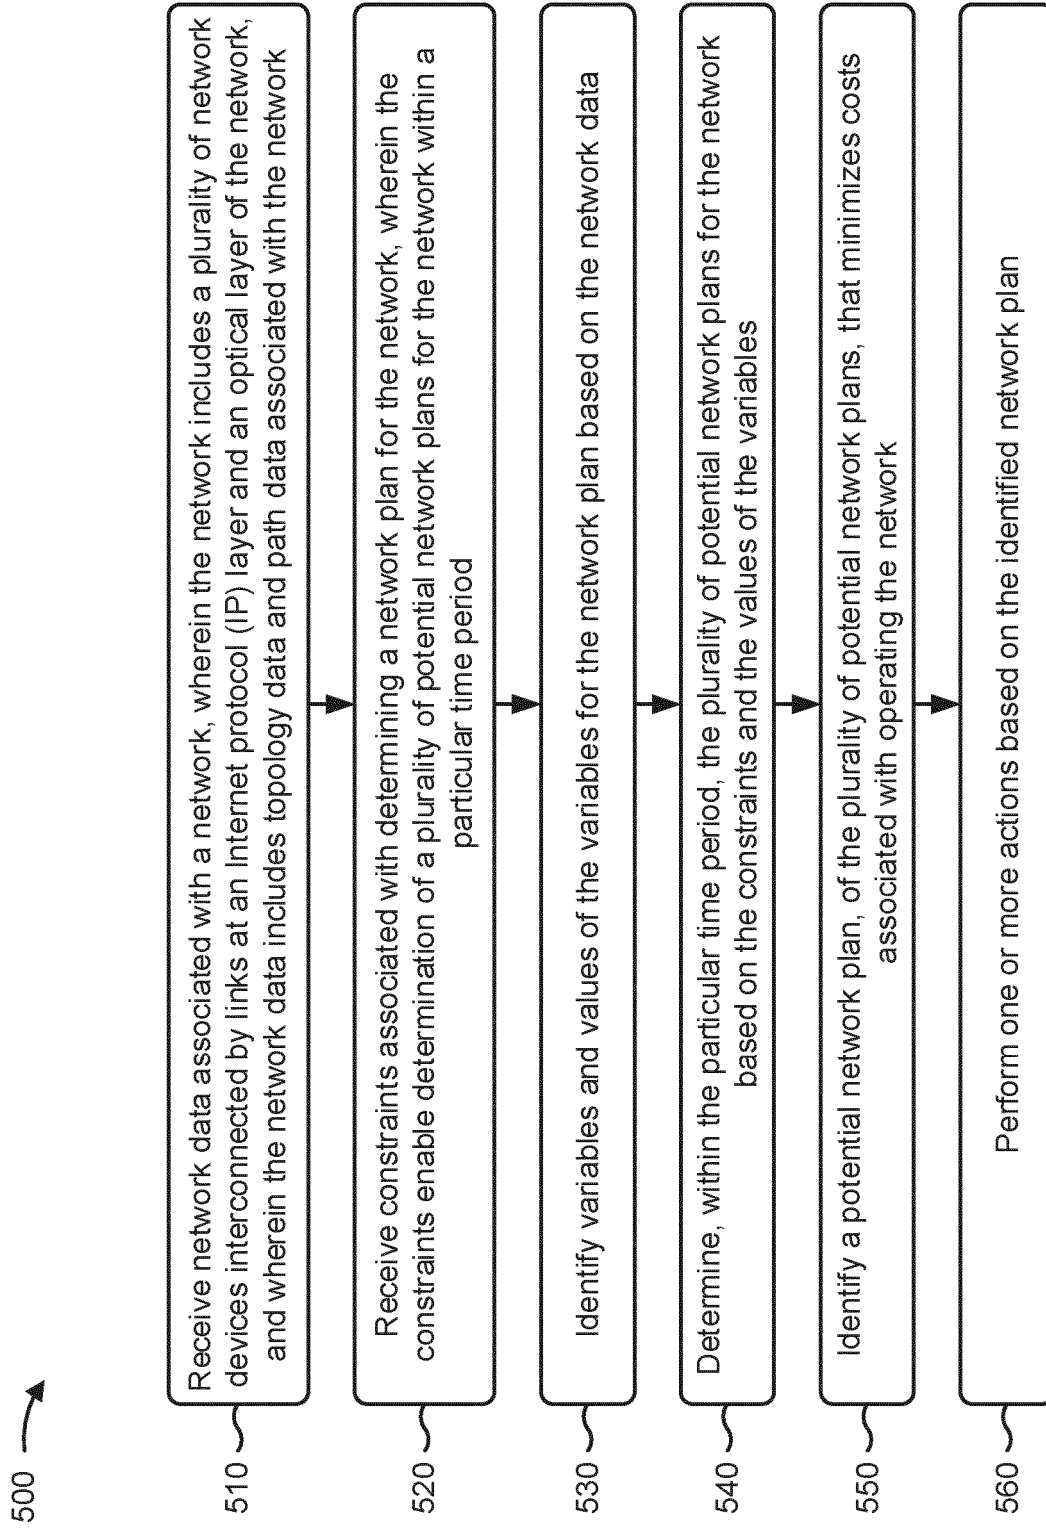 500
510
Receive network data associated with a network, wherein the network includes a plurality of network
devices interconnected by links at an Internet protocol (IP) layer and an optical layer of the network,
and wherein the network data includes topology data and path data associated with the network
520
Receive constraints associated with determining a network plan for the network, wherein the
constraints enable determination of a plurality of potential network plans for the network within a
particular time period
530
Identify variables and values of the variables for the network plan based on the network data
540
Determine, within the particular time period, the plurality of potential network plans for the network
based on the constraints and the values of the variables
550
Identify a potential network plan, of the plurality of potential network plans, that minimizes costs
associated with operating the network
560
Perform one or more actions based on the identified network plan